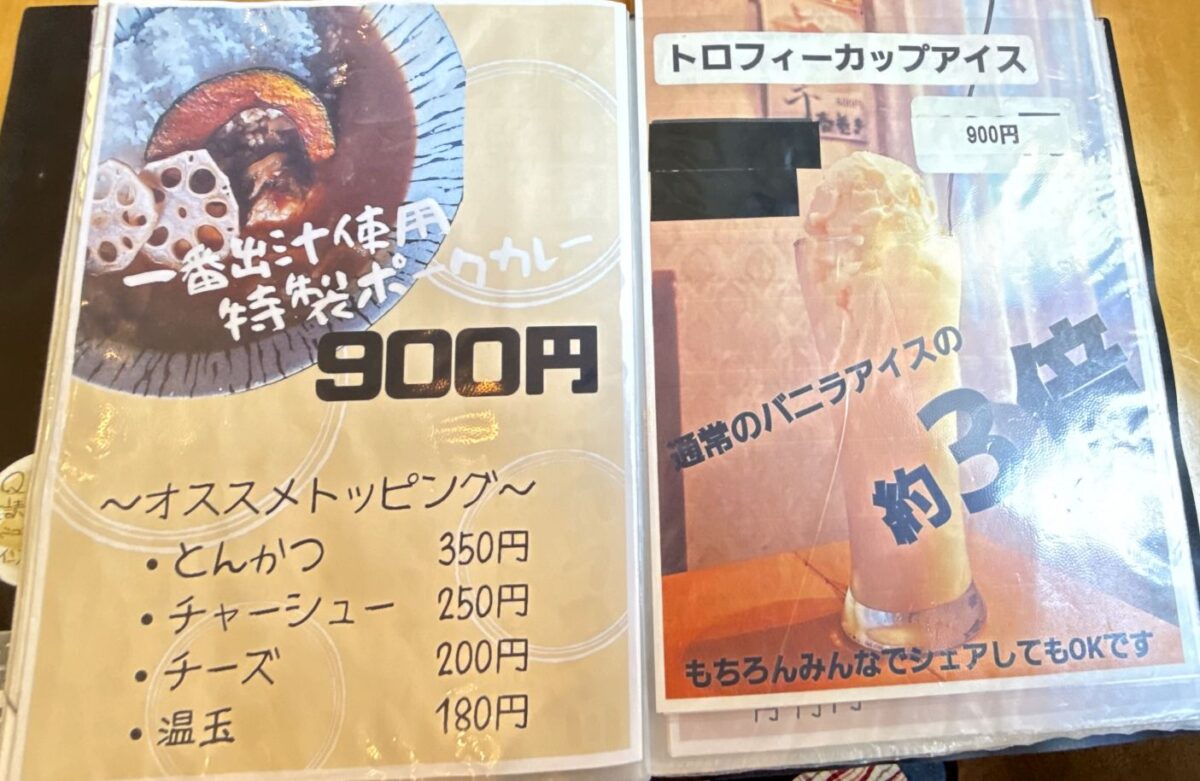 一番出汁使用
特製ポークカレー
900円
～オススメトッピング～
・とんかつ 350円
・チャーシュー 250円
・チーズ 200円
・温玉 180円
トロフィーカップアイス
900円
通常のバニラアイスの
約3倍
もちろんみんなでシェアしてもOKです